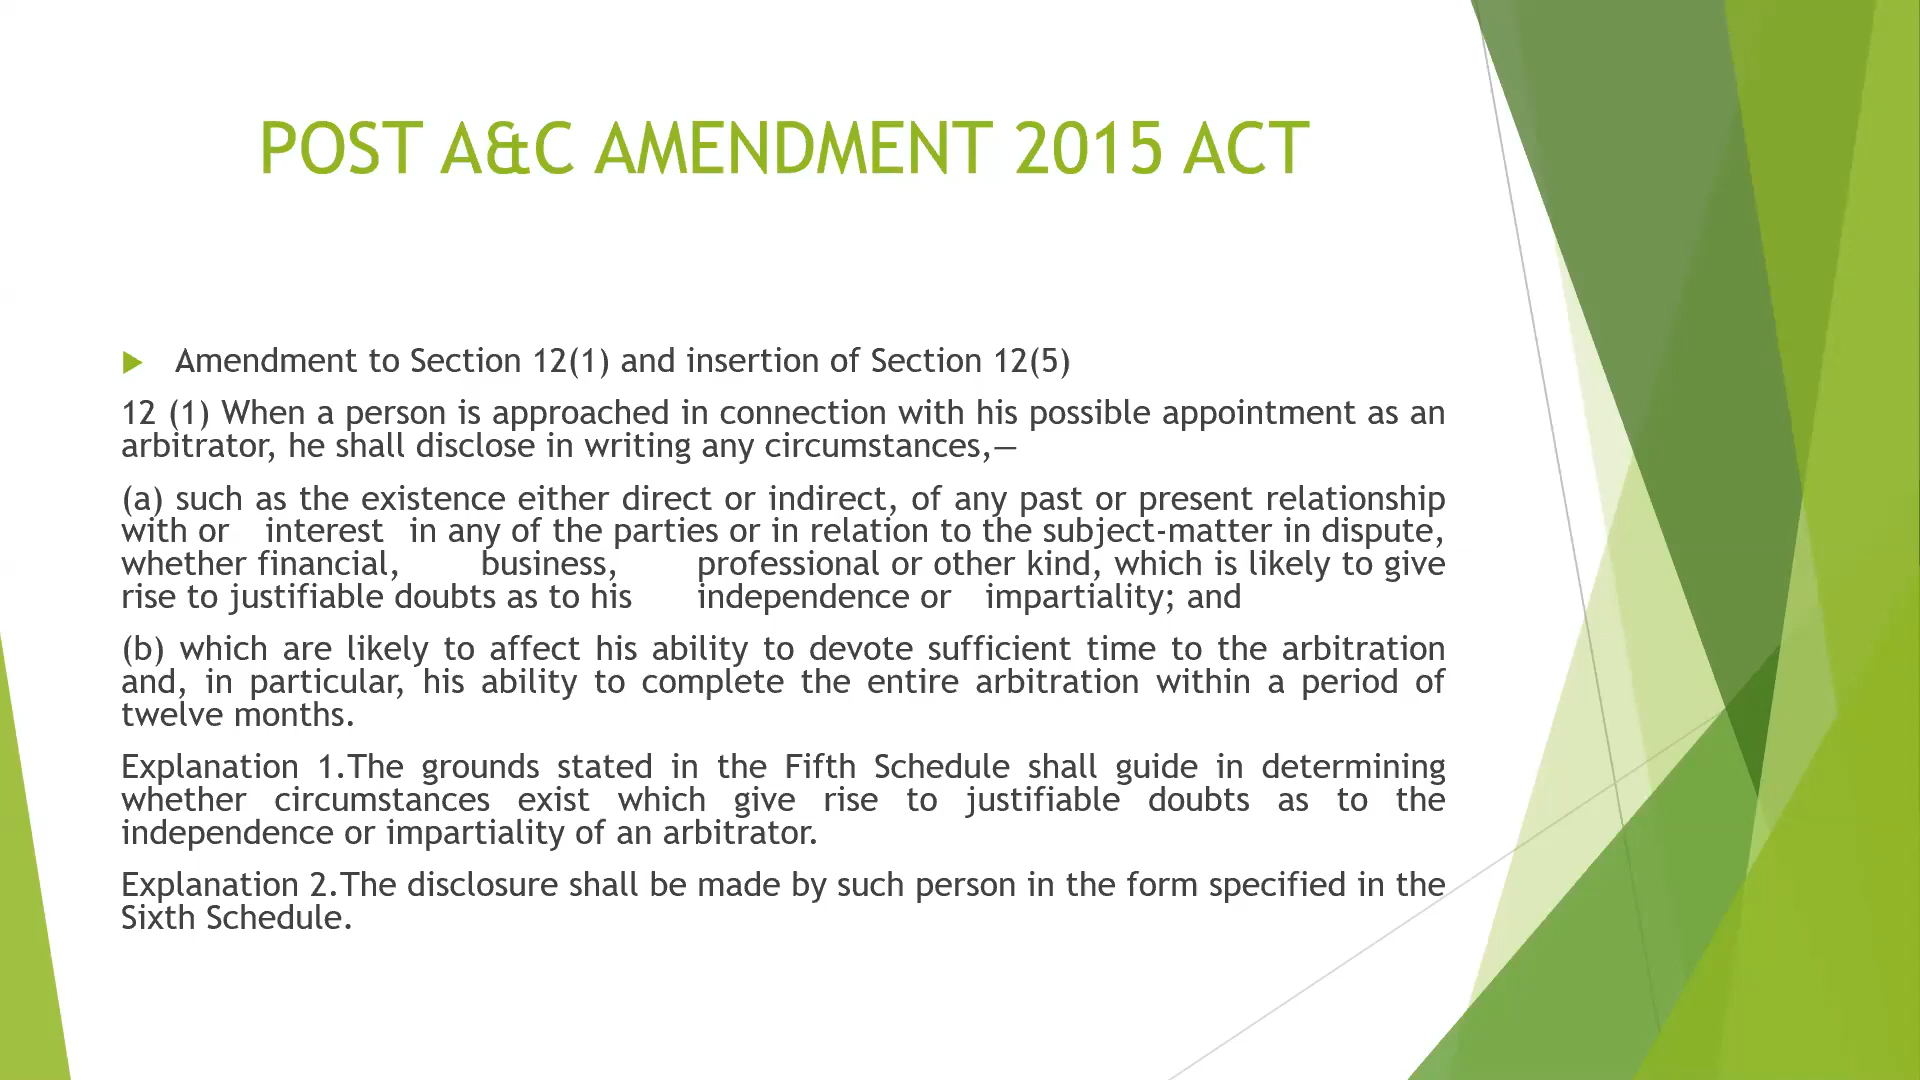 POST A&C AMENDMENT 2015 ACT
Amendment to Section 12(1) and insertion of Section 12(5)
12 (1) When a person is approached in connection with his possible appointment as an
arbitrator, he shall disclose in writing any circumstances,—
(a) such as the existence either direct or indirect, of any past or present relationship
with or interest in any of the parties or in relation to the subject-matter in dispute,
whether financial, business, professional or other kind, which is likely to give
rise to justifiable doubts as to his independence or impartiality; and
(b) which are likely to affect his ability to devote sufficient time to the arbitration
and, in particular, his ability to complete the entire arbitration within a period of
twelve months.
Explanation 1.The grounds stated in the Fifth Schedule shall guide in determining
whether circumstances exist which give rise to justifiable doubts as to the
independence or impartiality of an arbitrator.
Explanation 2.The disclosure shall be made by such person in the form specified in the
Sixth Schedule.